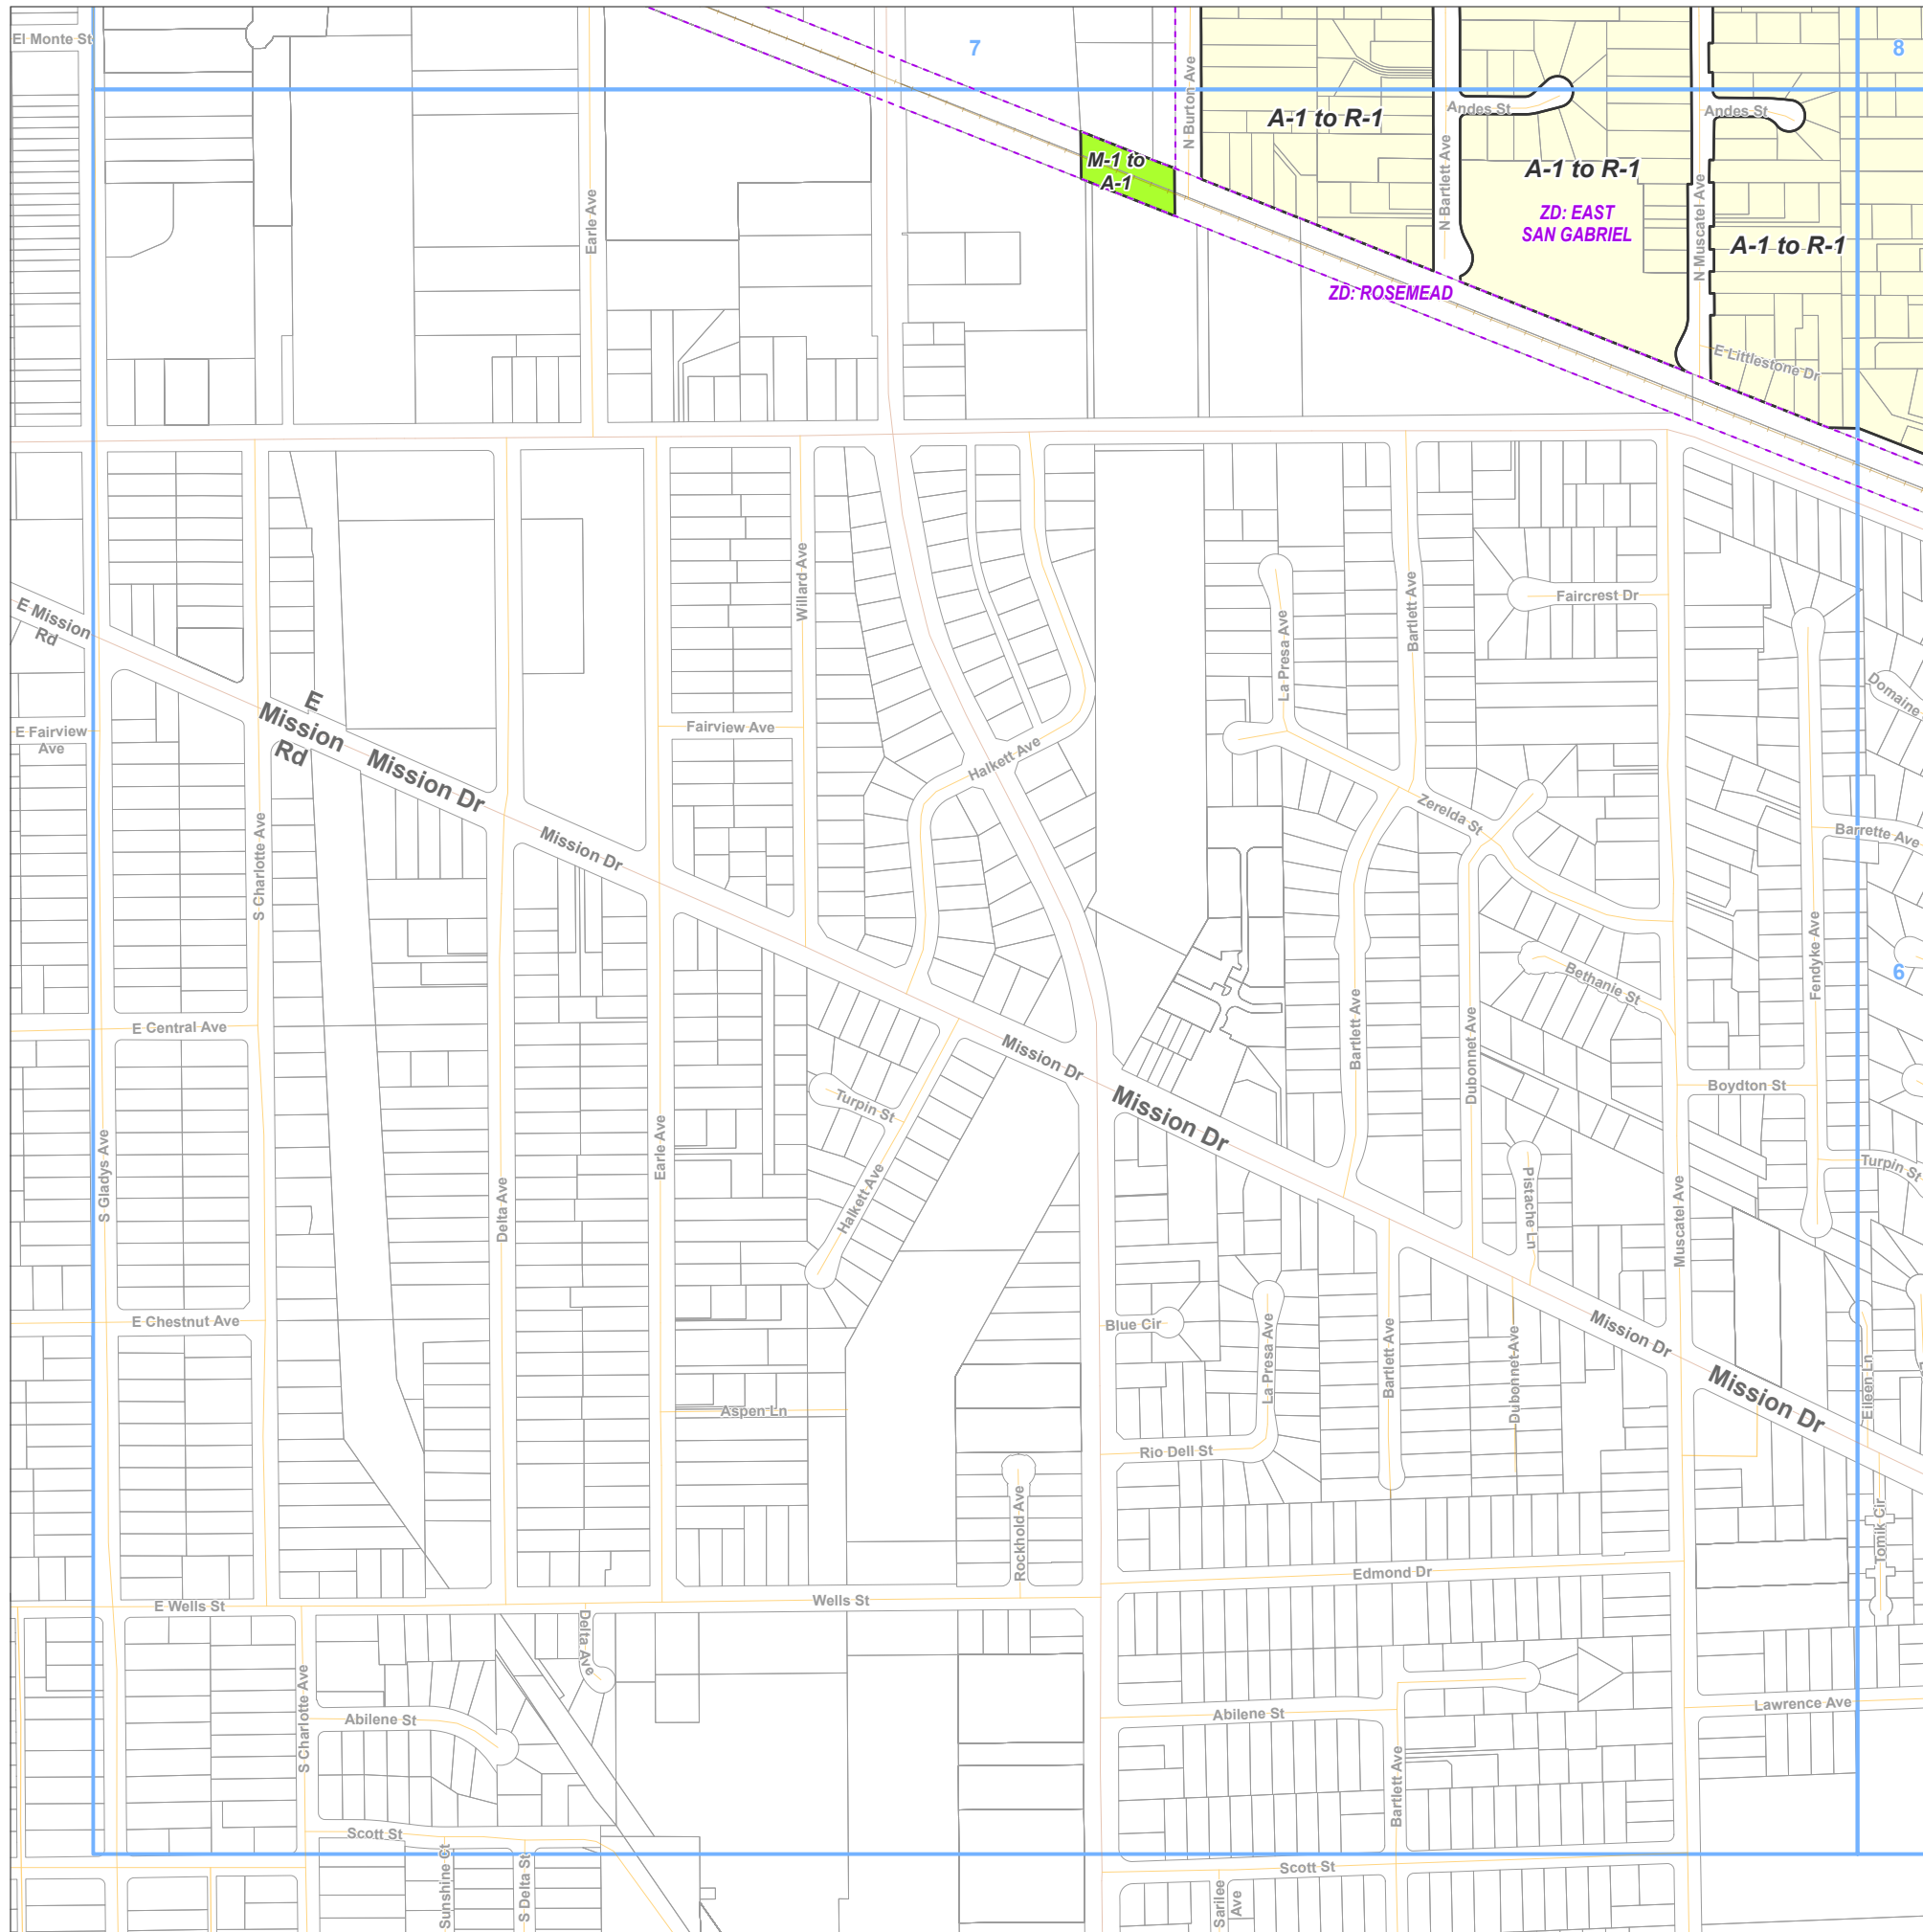 El Monte St
7
8
N Burton Ave
A-1 to R-1
Andes St
Andes St
M-1 to
A-1
N Bartlett Ave
A-1 to R-1
N Muscatel Ave
ZD: EAST
SAN GABRIEL
A-1 to R-1
Earle Ave
ZD: ROSEMEAD
E Littlestone Dr
E Mission
Rd
Willard Ave
Bartlett Ave
Faircrest Dr
La Presa Ave
Domaine
E Fairview
Ave
E
Mission
Rd
Mission Dr
Fairview Ave
Halkett Ave
Mission Dr
Zerelda St
Barrette Ave
S Charlotte Ave
Fendyke Ave
6
Bethanie St
E Central Ave
Bartlett Ave
Dubonnet Ave
Mission Dr
Boydton St
Turpin St
Mission Dr
S Gladys Ave
Earle Ave
Delta Ave
Halkett Ave
Pistache Ln
Muscatel Ave
Turpin St
E Chestnut Ave
Blue Cir
La Presa Ave
Bartlett Ave
Dubonnet Ave
Mission Dr
Mission Dr
Eileen Ln
Aspen Ln
Rio Dell St
Rockhold Ave
Tomik Cir
Edmond Dr
E Wells St
Wells St
Delta Ave
S Charlotte Ave
Abilene St
Abilene St
Lawrence Ave
Bartlett Ave
Scott St
Sunshine Ct
S Delta St
Scott St
Sarilee
Ave